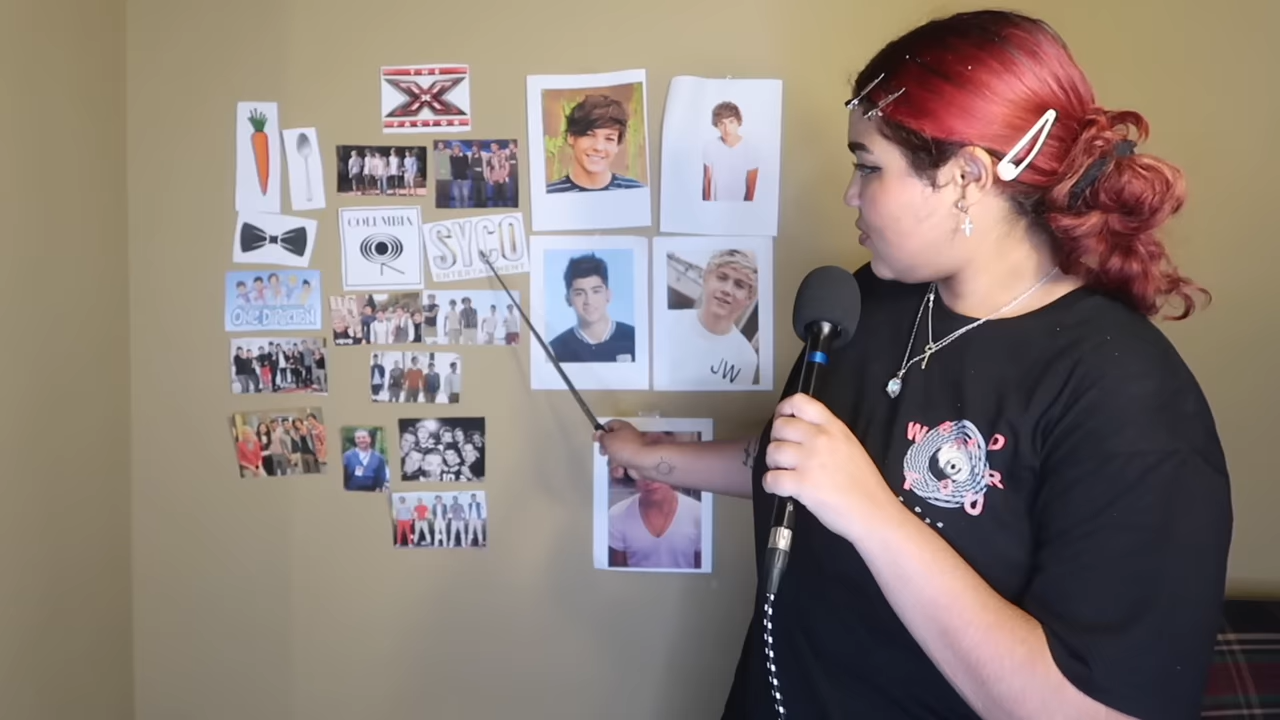 THE
X
FACTOR
COLUMBIA
SYCO
ENTERTAINMENT
ONE DIRECTION
JW